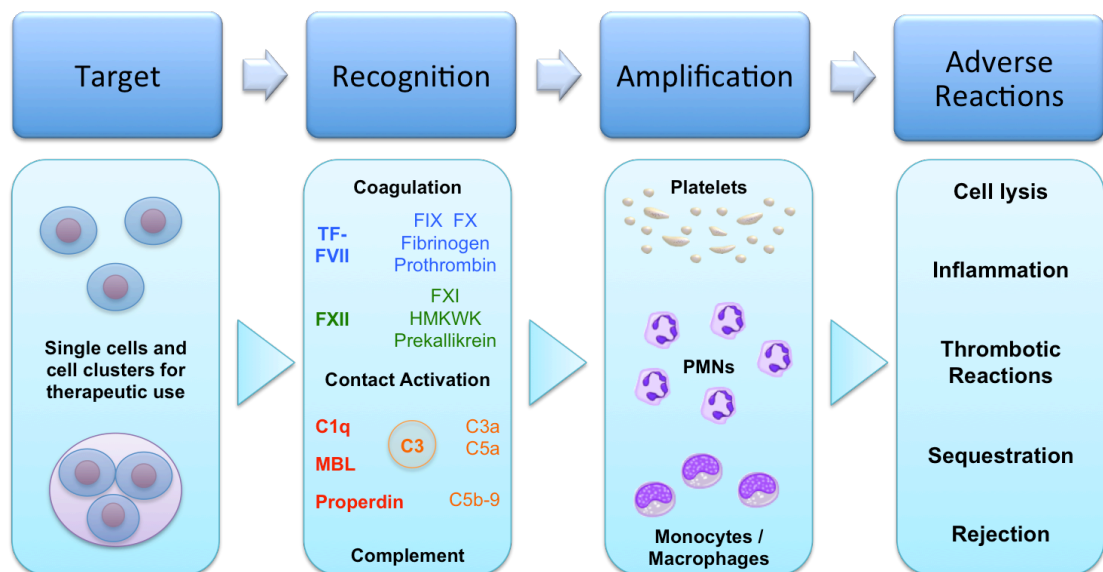 Target
Recognition
Amplification
Adverse
Reactions
Single cells and
cell clusters for
therapeutic use
Coagulation
TF-
FVII
FIX FX
Fibrinogen
Prothrombin
FXII
FXI
HMKWK
Prekallikrein
Contact Activation
C1q
MBL
Properdin
C3
C3a
C5a
C5b-9
Complement
Platelets
PMNs
Monocytes /
Macrophages
Cell lysis
Inflammation
Thrombotic
Reactions
Sequestration
Rejection